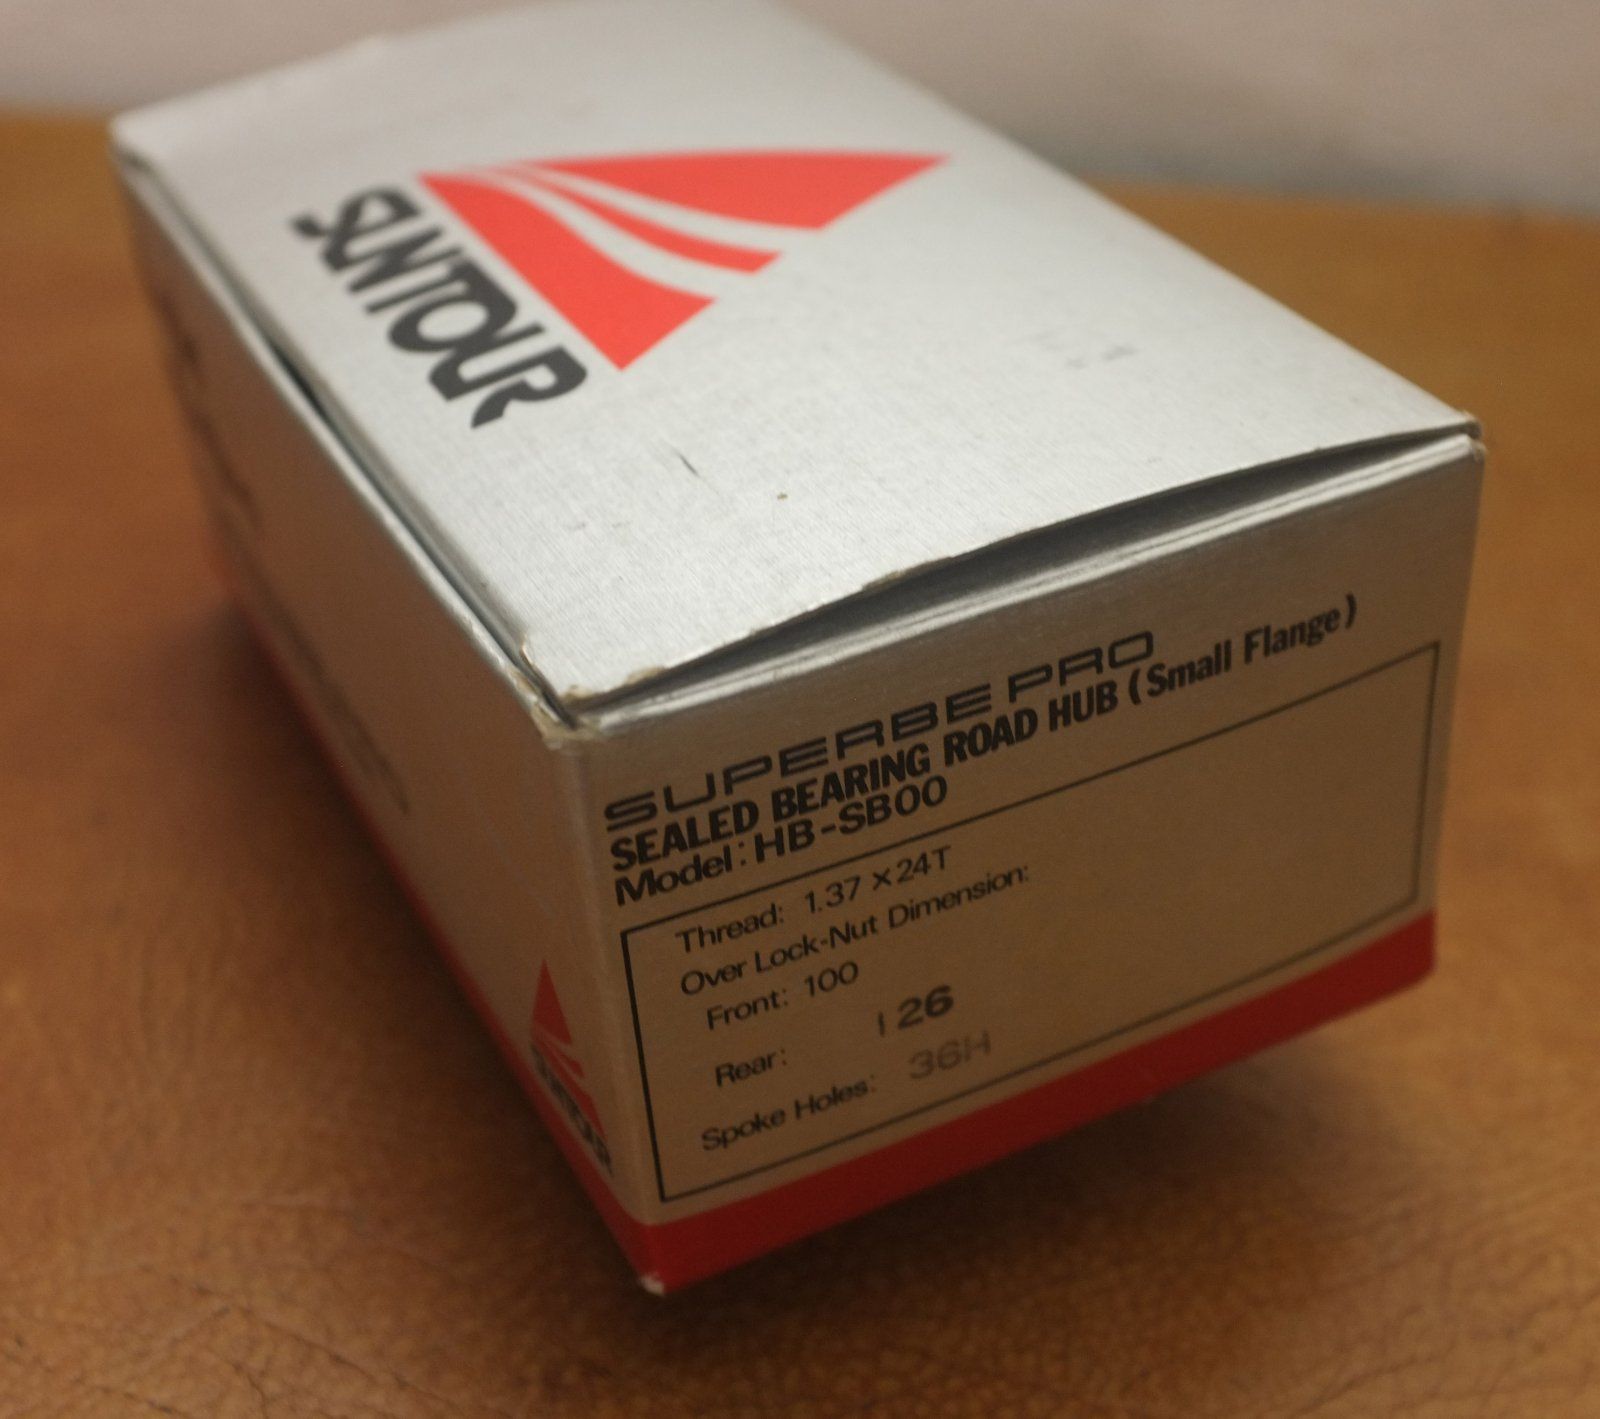 SUNTOUR
SUPERBE PRO
SEALED BEARING ROAD HUB (Small Flange)
Model: HB-SB00
Thread: 1.37 × 24T
Over Lock-Nut Dimension:
Front: 100
Rear: 126
Spoke Holes: 36H
SUNTOUR